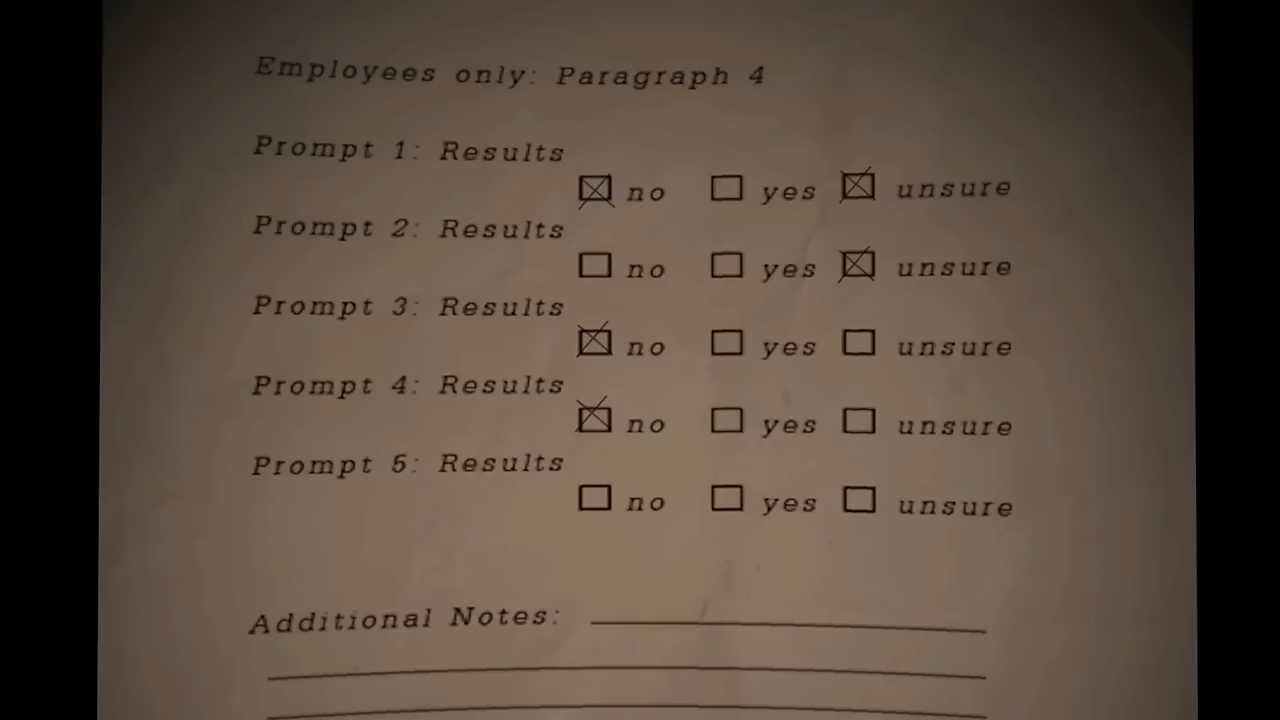 Employees only: Paragraph 4
Prompt 1: Results
☒ no ☐ yes ☒ unsure
Prompt 2: Results
☐ no ☐ yes ☒ unsure
Prompt 3: Results
☒ no ☐ yes ☐ unsure
Prompt 4: Results
☒ no ☐ yes ☐ unsure
Prompt 5: Results
☐ no ☐ yes ☐ unsure
Additional Notes: